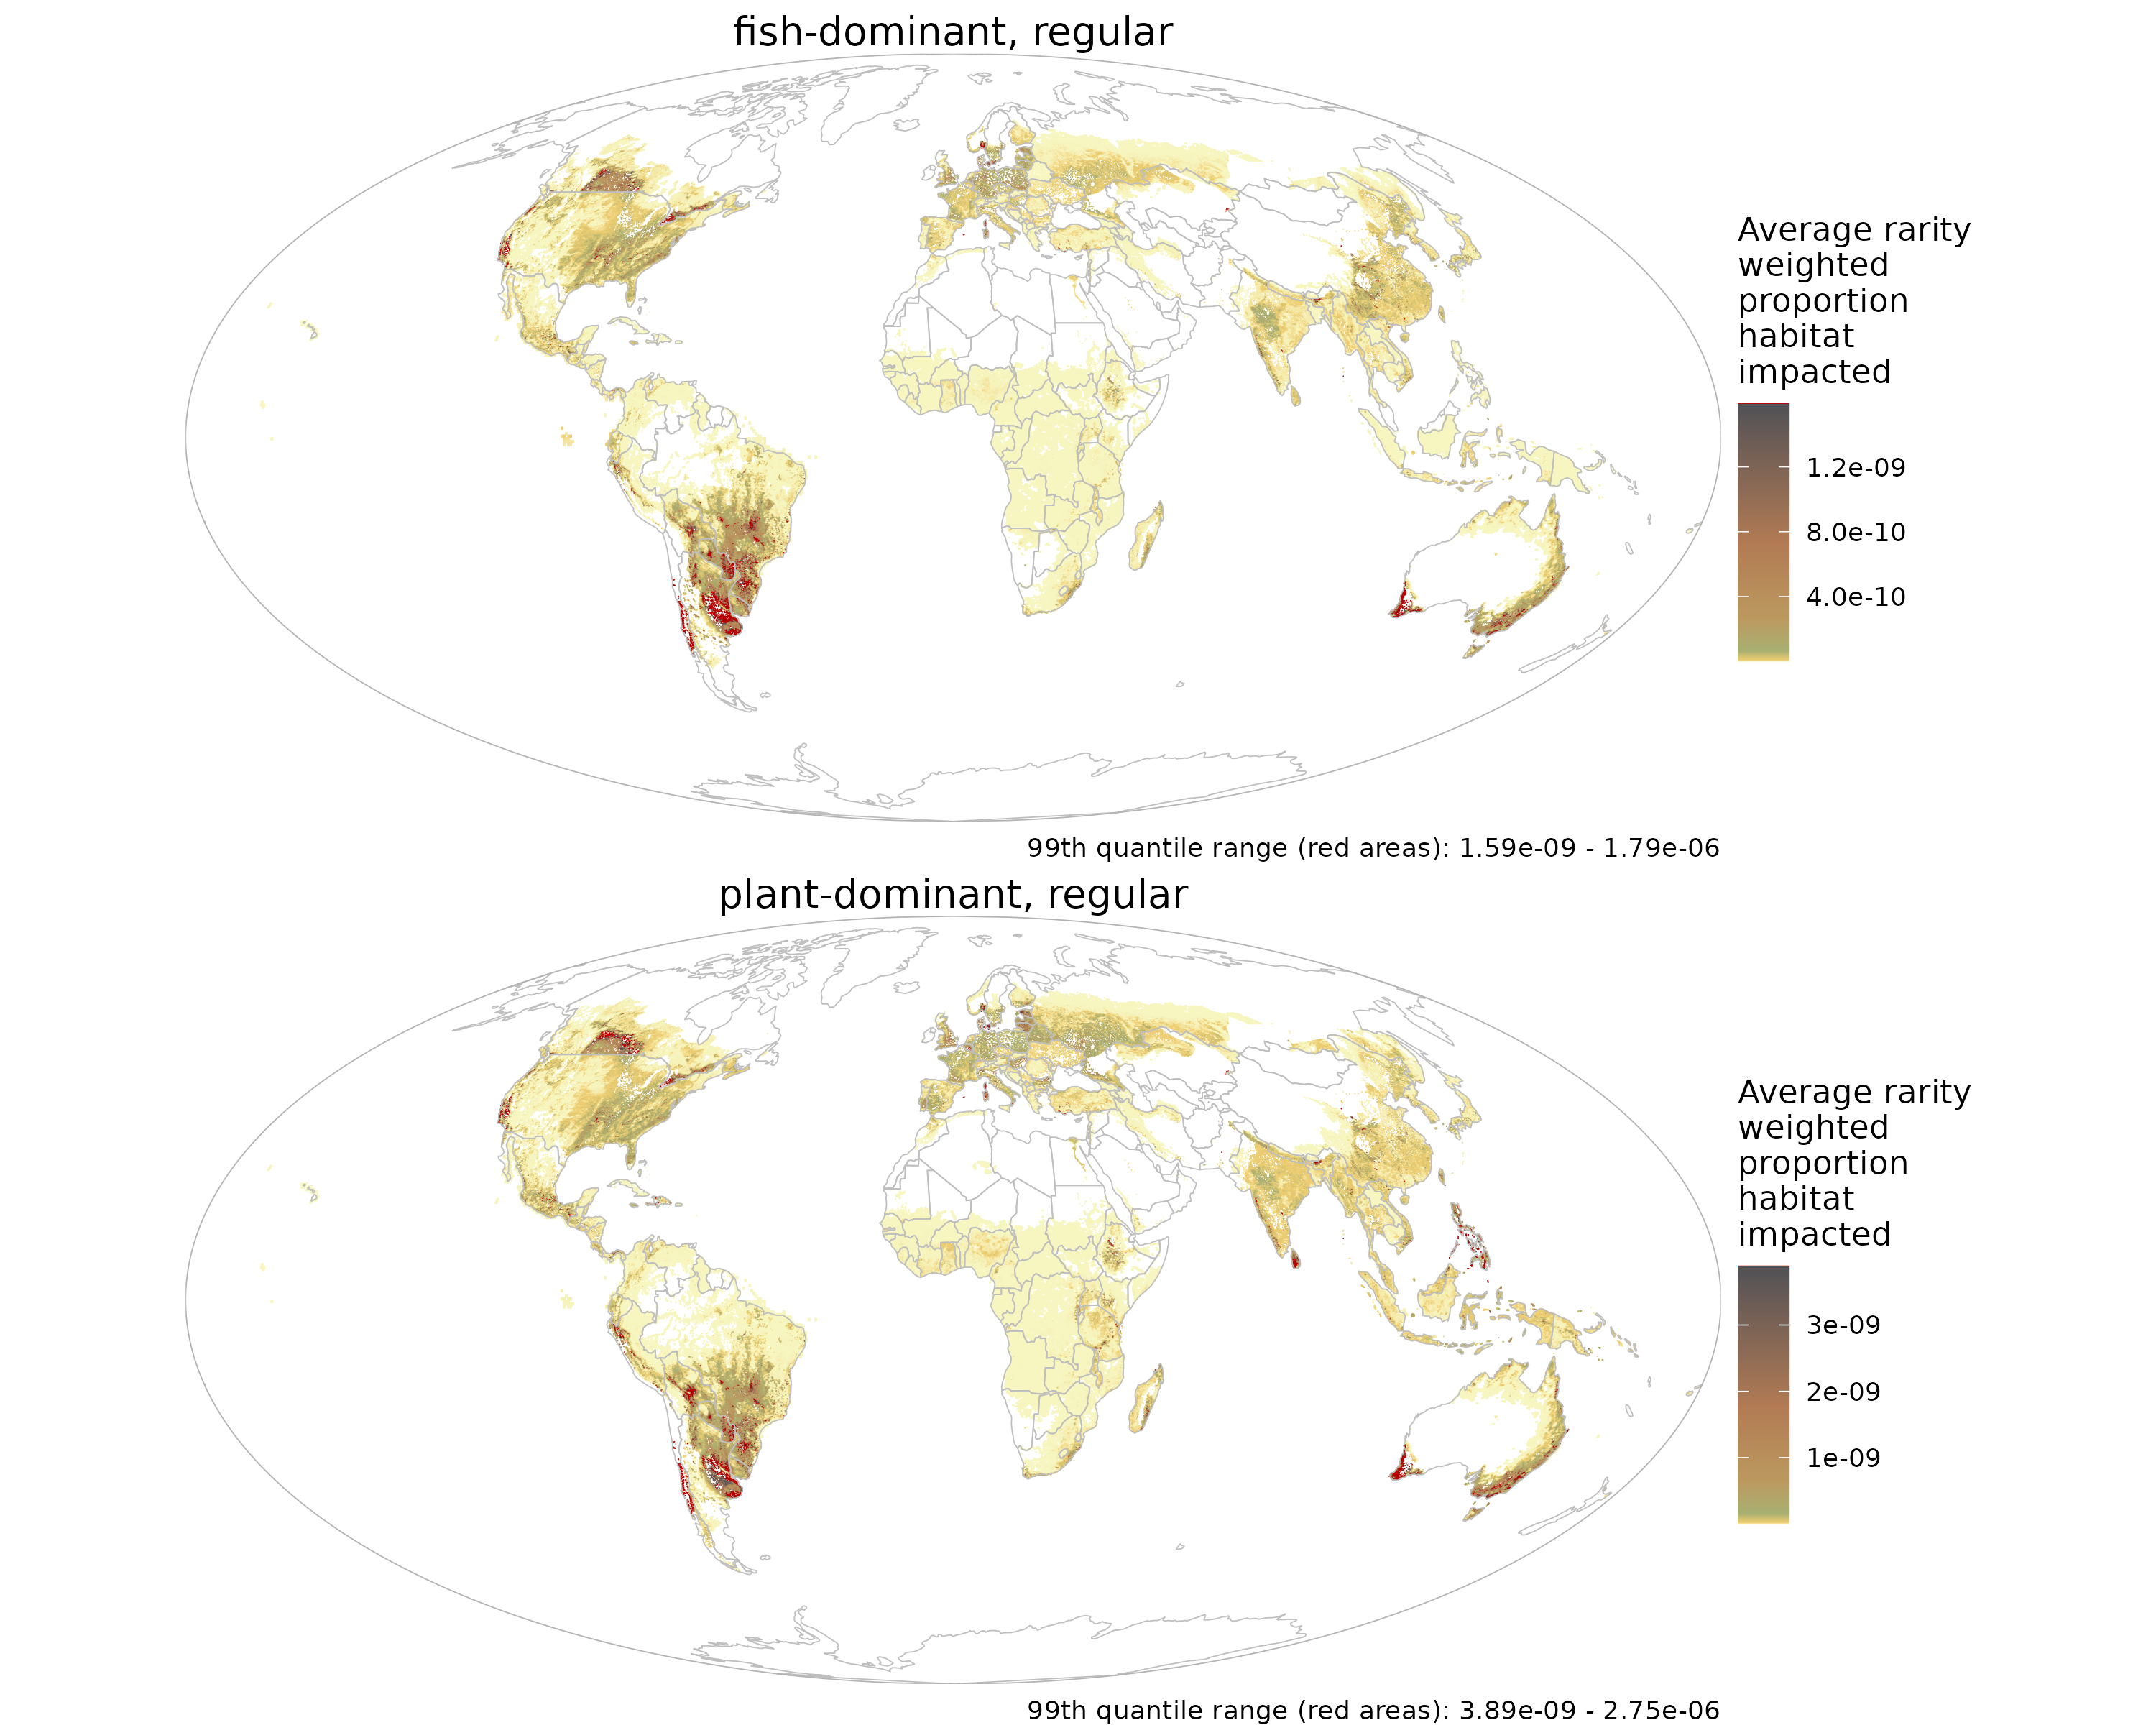 fish-dominant, regular
Average rarity
weighted
proportion
habitat
impacted
1.2e-09
8.0e-10
4.0e-10
99th quantile range (red areas): 1.59e-09 - 1.79e-06
plant-dominant, regular
Average rarity
weighted
proportion
habitat
impacted
3e-09
2e-09
1e-09
99th quantile range (red areas): 3.89e-09 - 2.75e-06